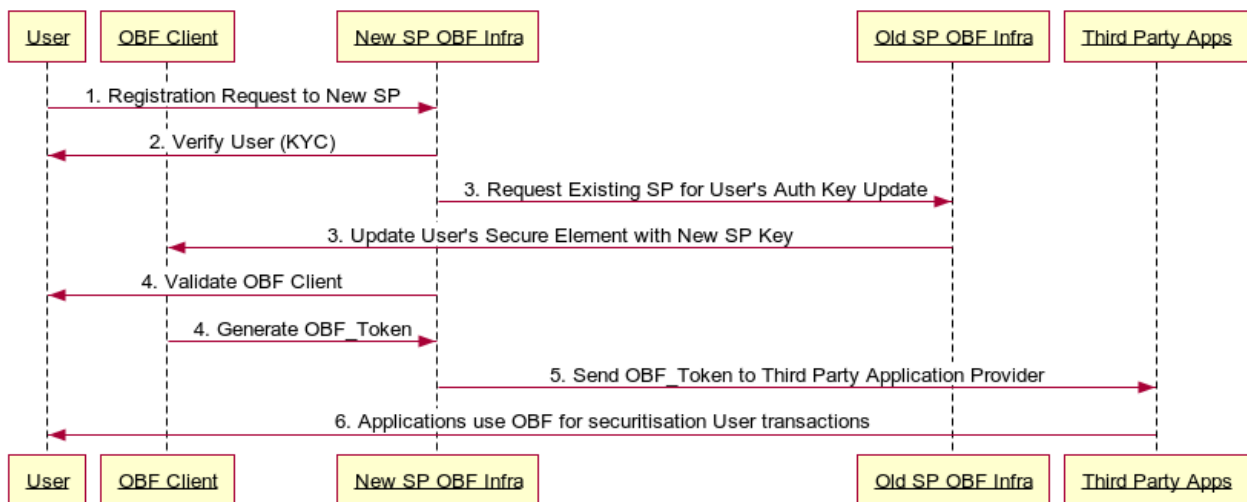 User
OBF Client
New SP OBF Infra
Old SP OBF Infra
Third Party Apps
1. Registration Request to New SP
2. Verify User (KYC)
3. Request Existing SP for User's Auth Key Update
3. Update User's Secure Element with New SP Key
4. Validate OBF Client
4. Generate OBF_Token
5. Send OBF_Token to Third Party Application Provider
6. Applications use OBF for securitisation User transactions
User
OBF Client
New SP OBF Infra
Old SP OBF Infra
Third Party Apps